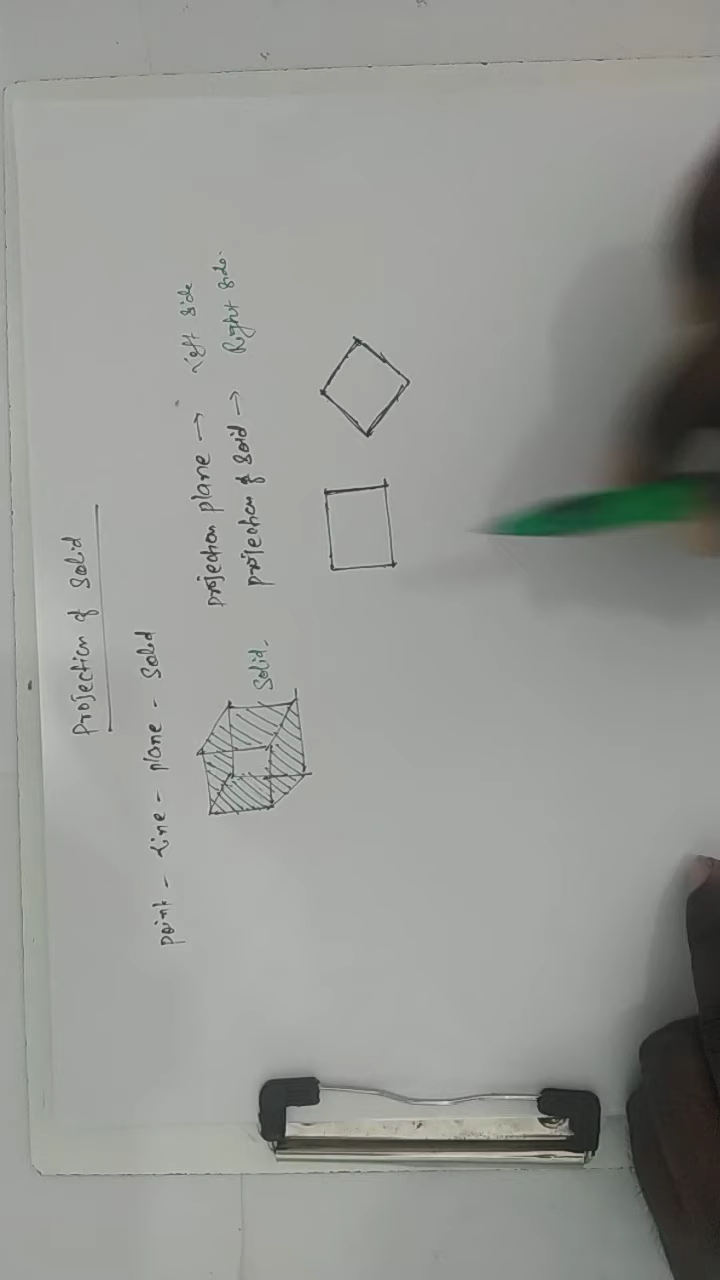 Projection of Solid
point - Line - plane - Solid
projection plane → Left side
projection of Solid → Right side.
Solid.